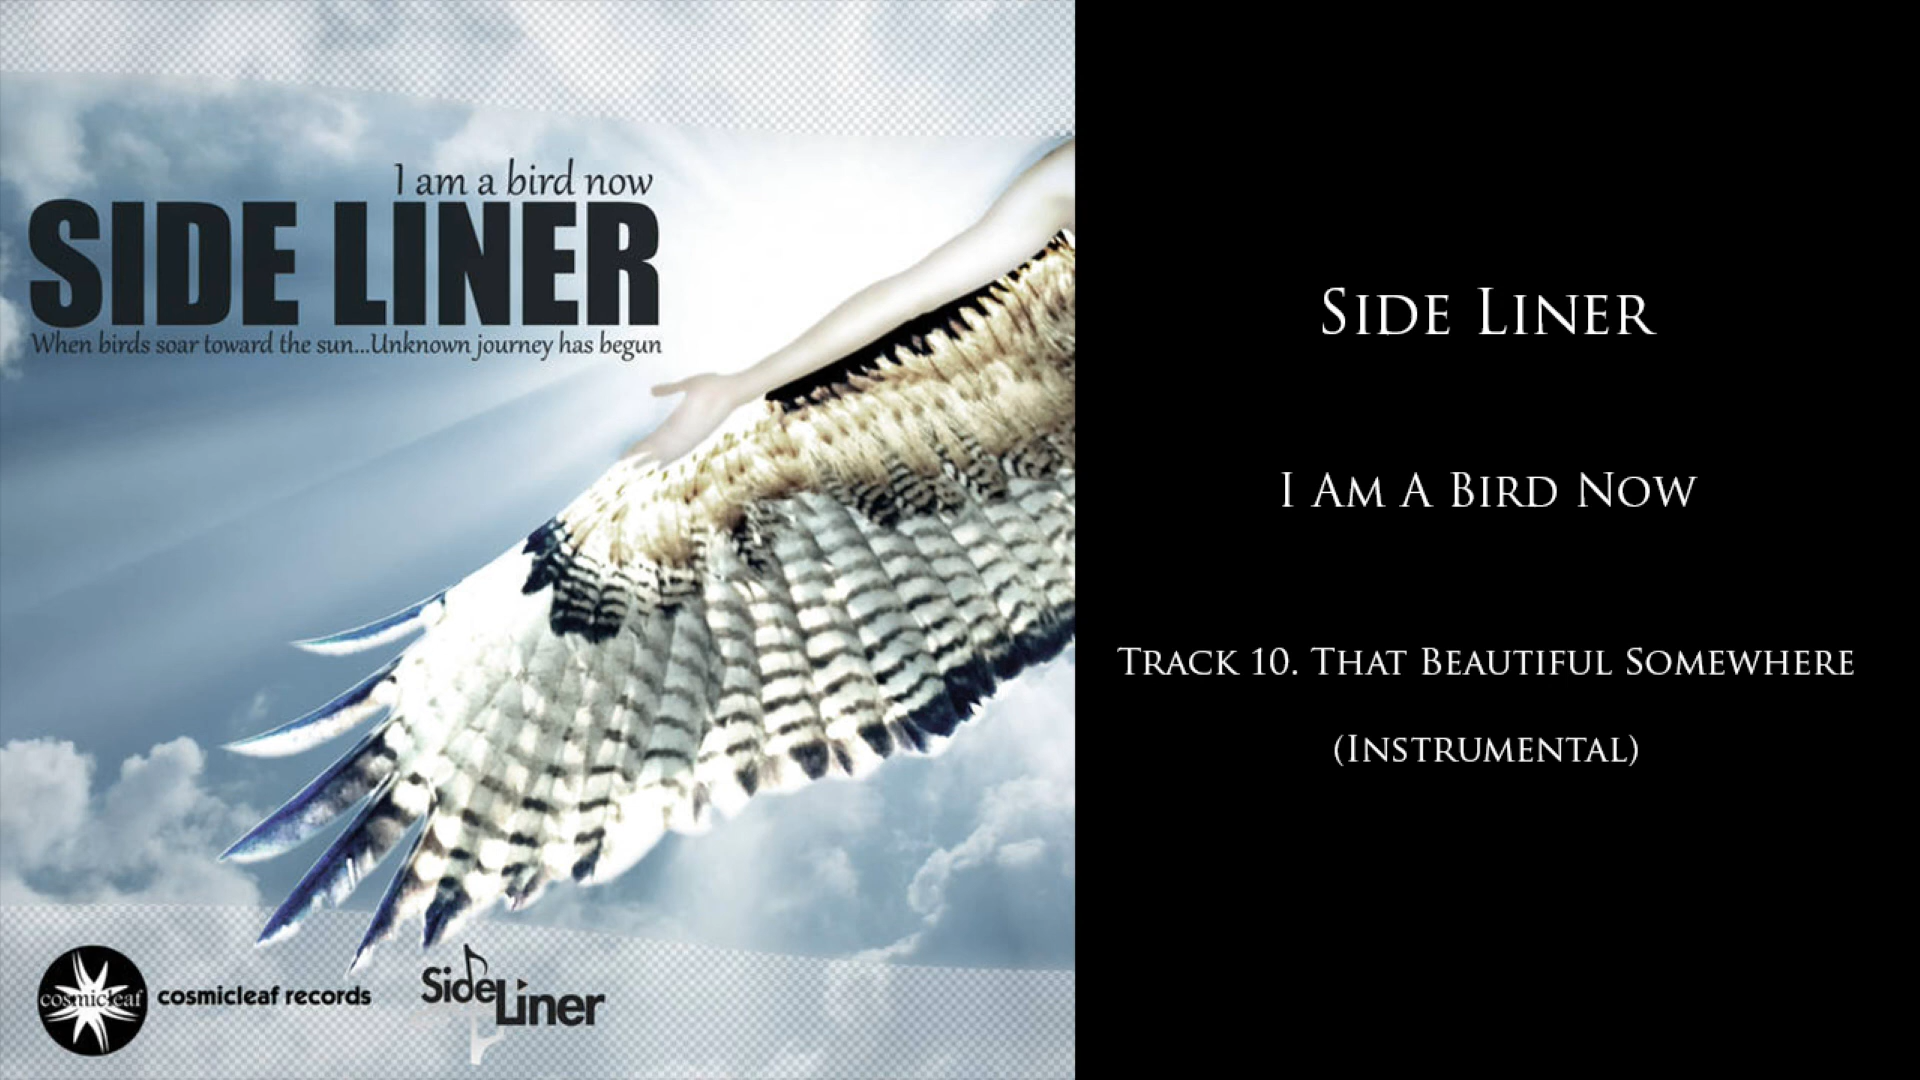 I am a bird now
SIDE LINER
When birds soar toward the sun...Unknown journey has begun
cosmicleaf
cosmicleaf records
Side Liner
Side Liner
I Am A Bird Now
Track 10. That Beautiful Somewhere
(Instrumental)